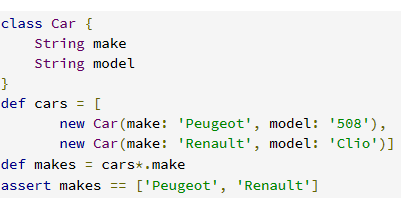 class Car {
    String make
    String model
}
def cars = [
       new Car(make: 'Peugeot', model: '508'),
       new Car(make: 'Renault', model: 'Clio')]
def makes = cars*.make
assert makes == ['Peugeot', 'Renault']